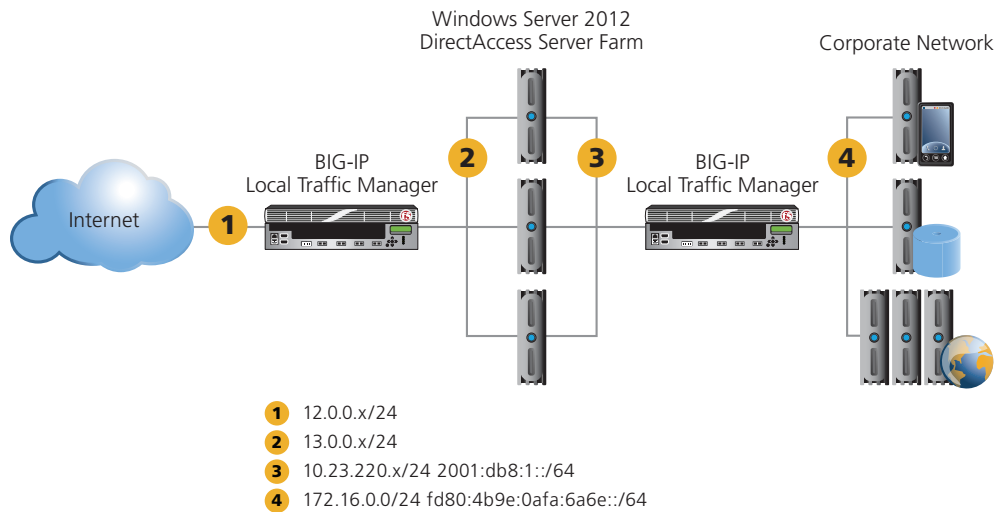 Windows Server 2012
DirectAccess Server Farm
Corporate Network
BIG-IP
Local Traffic Manager
BIG-IP
Local Traffic Manager
Internet
1
2
3
4
f5
f5
1 12.0.0.x/24
2 13.0.0.x/24
3 10.23.220.x/24 2001:db8:1::/64
4 172.16.0.0/24 fd80:4b9e:0afa:6a6e::/64